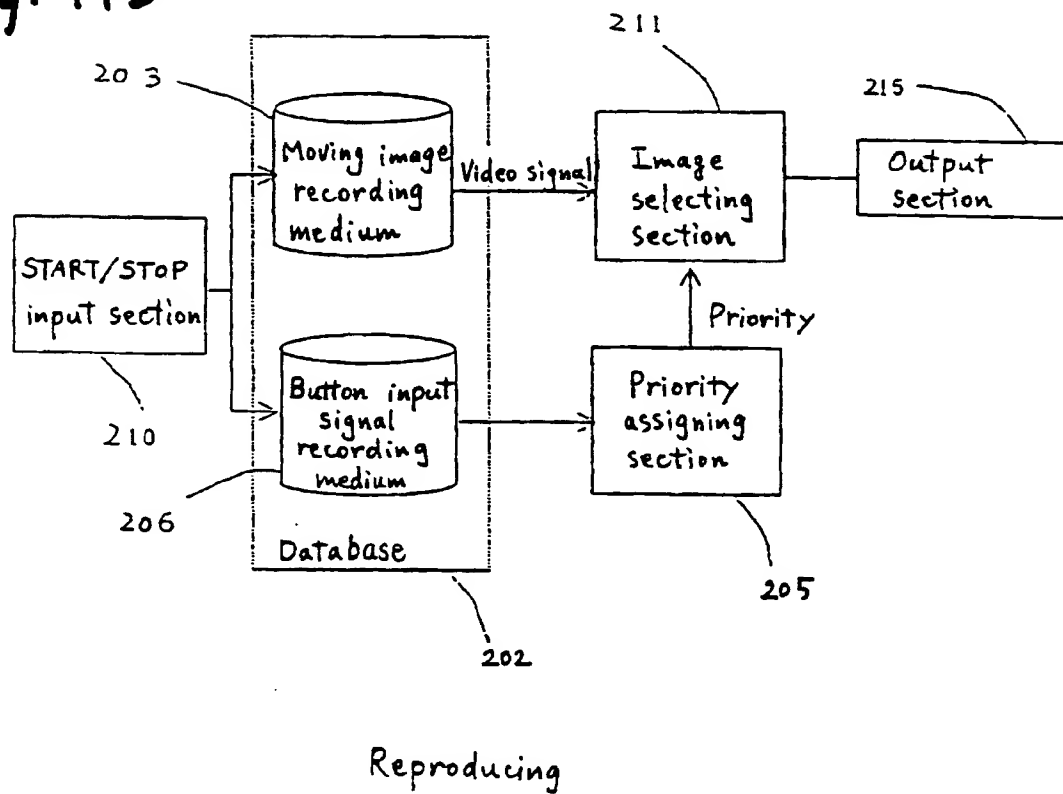 211
203
215
Moving image
recording
medium
Video signal
Image
selecting
section
Output
section
START/STOP
input section
Priority
Button input
signal
recording
medium
Priority
assigning
section
210
206
Database
205
202
Reproducing